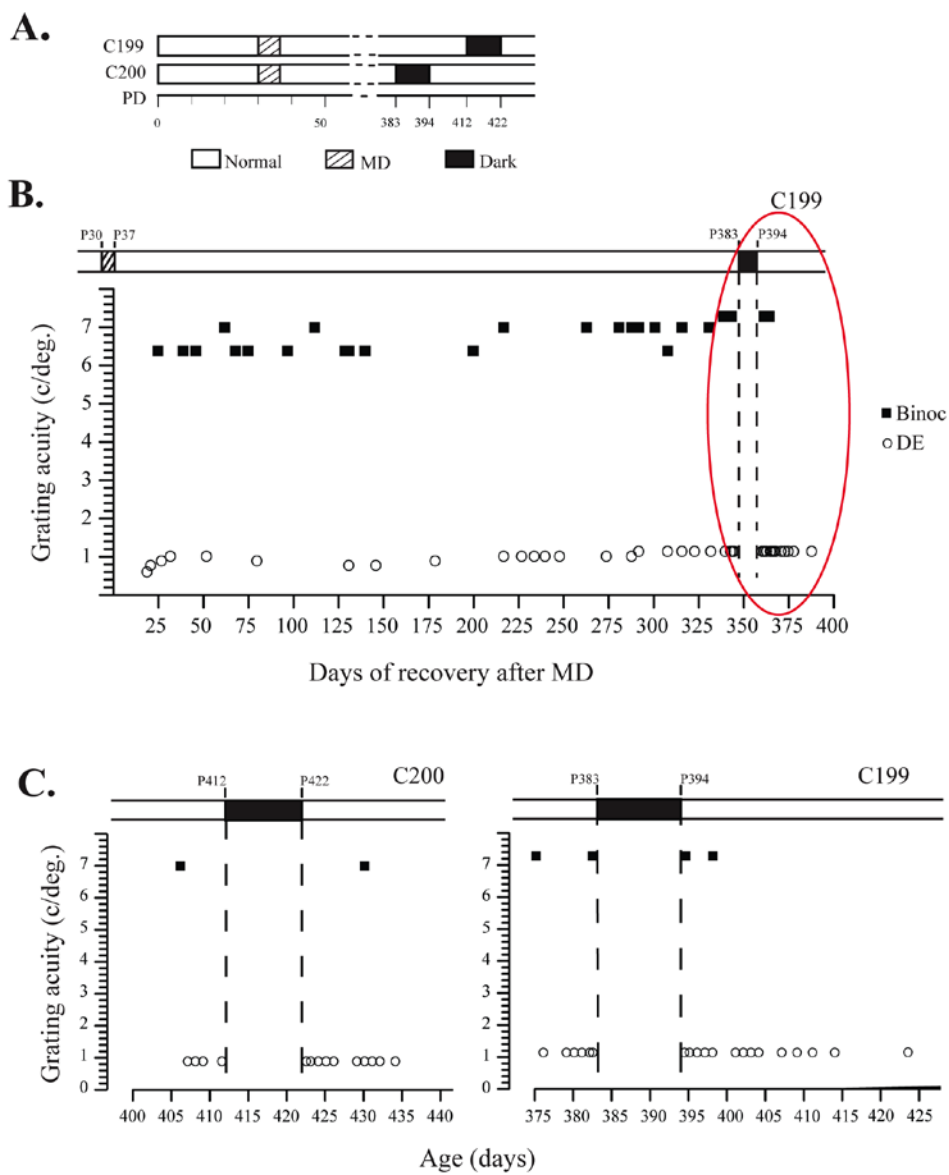 A.
C199
C200
PD
0 50 383 394 412 422
Normal MD Dark
B.
C199
P30 P37 P383 P394
Grating acuity (c/deg.)
7
6
5
4
3
2
1
Binoc
DE
25 50 75 100 125 150 175 200 225 250 275 300 325 350 375 400
Days of recovery after MD
C.
P412 P422 C200
P383 P394 C199
Grating acuity (c/deg.)
7
6
5
4
3
2
1
0
400 405 410 415 420 425 430 435 440
Grating acuity (c/deg.)
7
6
5
4
3
2
1
0
375 380 385 390 395 400 405 410 415 420 425
Age (days)